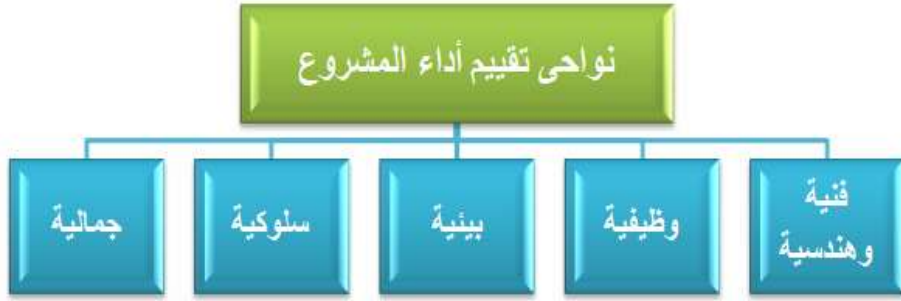 نواحى تقييم أداء المشروع
فنية
وهندسية
وظيفية
بيئية
سلوكية
جمالية